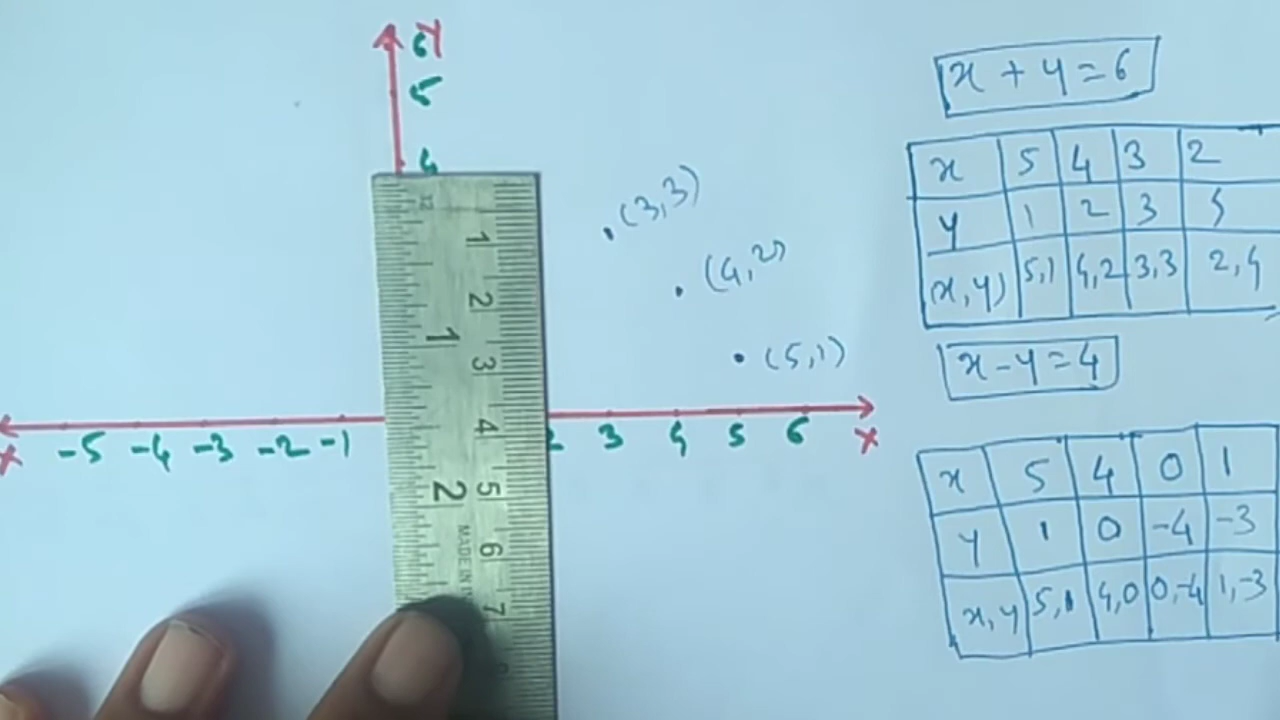 Y
6
5
4
.(3,3)
.(4,2)
.(5,1)
x -5 -4 -3 -2 -1 2 3 4 5 6 x
1 2 3 4 5 6 7
1 2
MADE IN
x + y = 6
x 5 4 3 2
y 1 2 3 4
(x,y) 5,1 4,2 3,3 2,4
x - y = 4
x 5 4 0 1
y 1 0 -4 -3
x,y 5,1 4,0 0,-4 1,-3